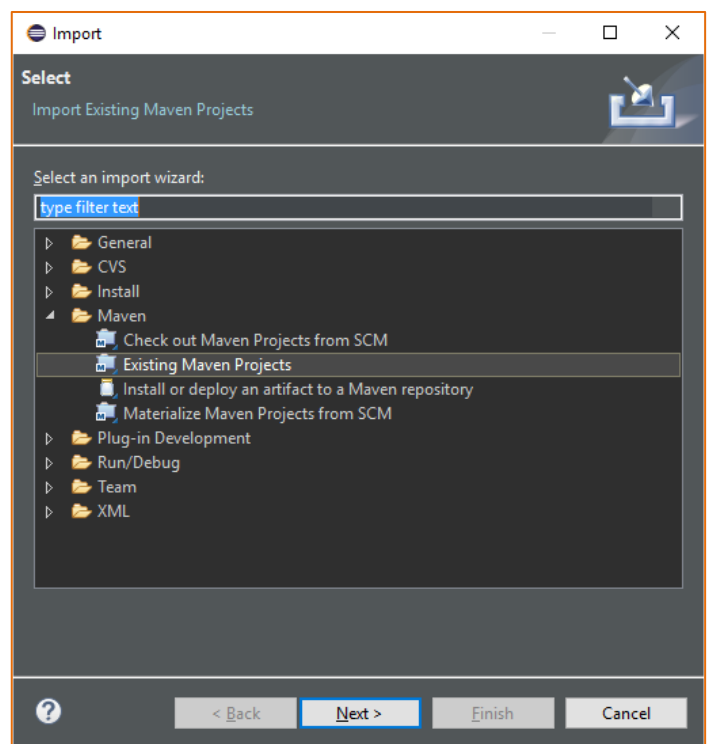 Import
Select
Import Existing Maven Projects
Select an import wizard:
type filter text
General
CVS
Install
Maven
Check out Maven Projects from SCM
Existing Maven Projects
Install or deploy an artifact to a Maven repository
Materialize Maven Projects from SCM
Plug-in Development
Run/Debug
Team
XML
? < Back Next > Finish Cancel